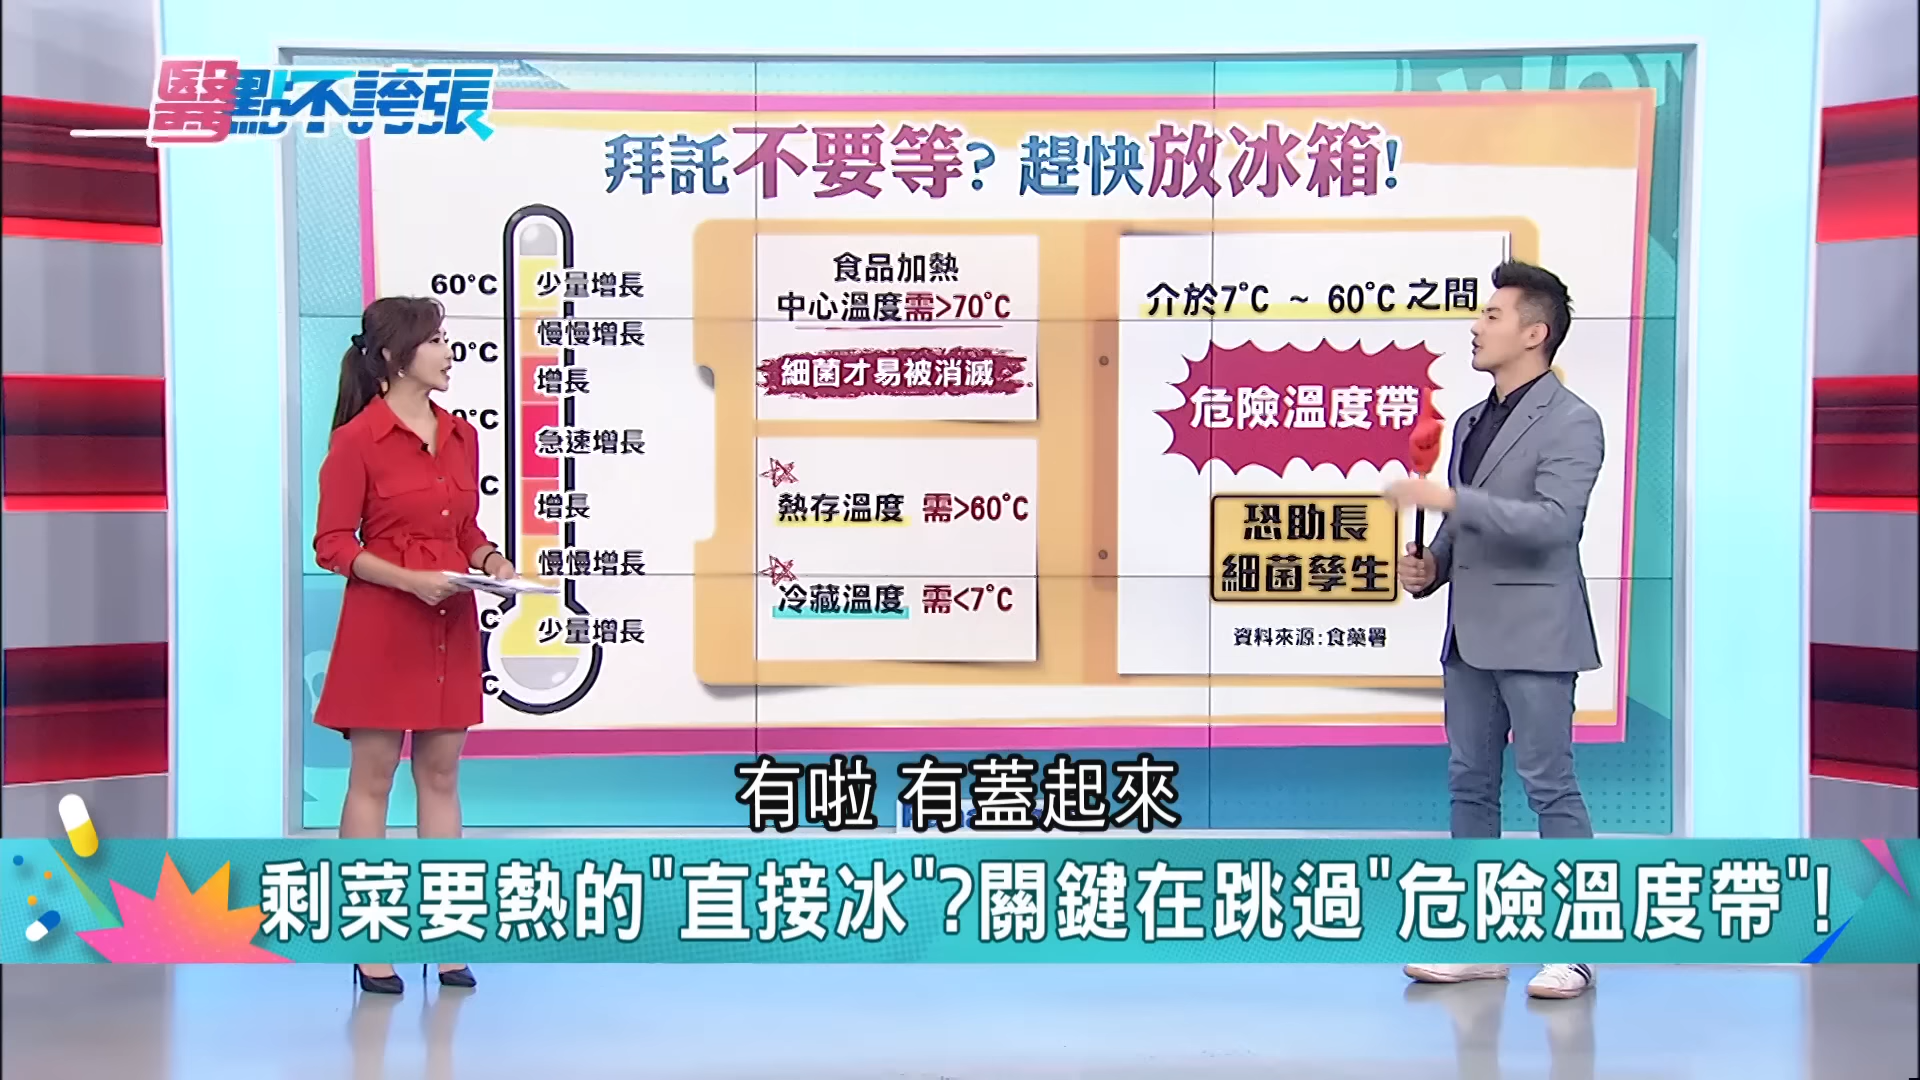 醫點不誇張
拜託不要等? 趕快放冰箱!
60°C
少量增長
慢慢增長
0°C
增長
0°C
急速增長
C
增長
慢慢增長
C
少量增長
C
食品加熱
中心溫度需>70°C
細菌才易被消滅
熱存溫度 需>60°C
冷藏溫度 需<7°C
介於7°C ~ 60°C 之間
危險溫度帶
恐助長
細菌孳生
資料來源:食藥署
有啦 有蓋起來
剩菜要熱的"直接冰"?關鍵在跳過"危險溫度帶"!